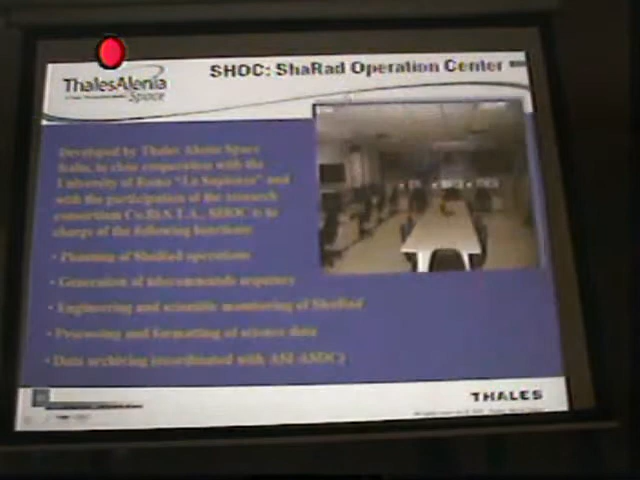 ThalesAlenia
Space
SHOC: ShaRad Operation Center
Developed by Thales Alenia Space
Italia, in close cooperation with the
University of Rome "La Sapienza" and
with the participation of the research
consortium Co.Ri.S.T.A., SHOC is in
charge of the following functions:
• Planning of ShaRad operations
• Generation of telecommands sequence
• Engineering and scientific monitoring of ShaRad
• Processing and formatting of science data
• Data archiving (coordinated with ASI-ASDC)
THALES